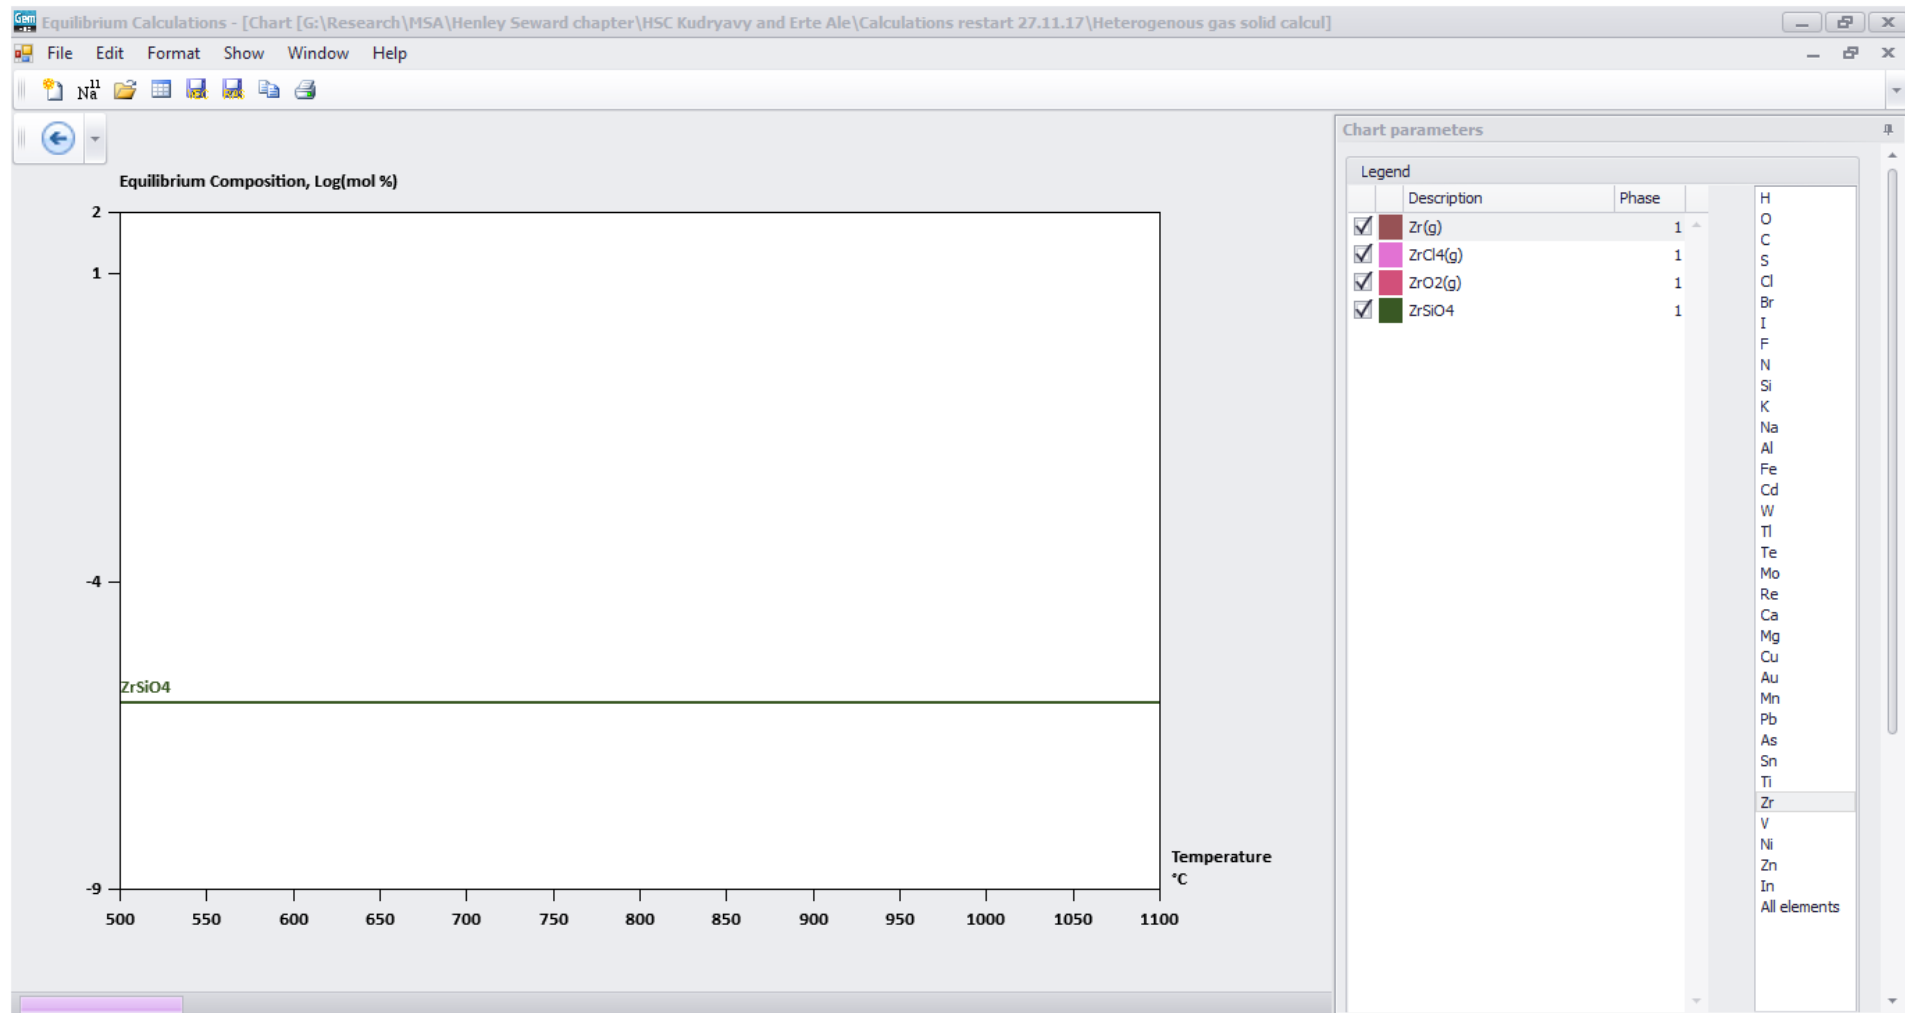 Gem
Equilibrium Calculations - [Chart [G:\Research\MSA\Henley Seward chapter\HSC Kudryavy and Erte Ale\Calculations restart 27.11.17\Heterogenous gas solid calcul]
File Edit Format Show Window Help
Na 11
Chart parameters
Legend
Description Phase
Zr(g) 1
ZrCl4(g) 1
ZrO2(g) 1
ZrSiO4 1
H
O
C
S
Cl
Br
I
F
N
Si
K
Na
Al
Fe
Cd
W
Tl
Te
Mo
Re
Ca
Mg
Cu
Au
Mn
Pb
As
Sn
Ti
Zr
V
Ni
Zn
In
All elements
Equilibrium Composition, Log(mol %)
2
1
-4
-9
ZrSiO4
500 550 600 650 700 750 800 850 900 950 1000 1050 1100
Temperature
°C